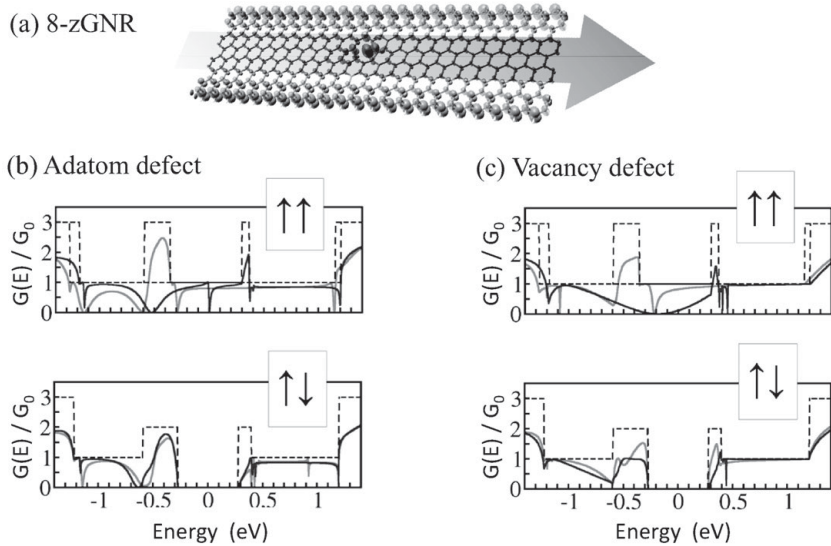 (a) 8-zGNR
(b) Adatom defect
(c) Vacancy defect
↑↑
↑↑
G(E) / G₀
3
2
1
0
G(E) / G₀
3
2
1
0
↑↓
↑↓
G(E) / G₀
3
2
1
0
G(E) / G₀
3
2
1
0
-1 -0.5 0 0.5 1
-1 -0.5 0 0.5 1
Energy (eV)
Energy (eV)